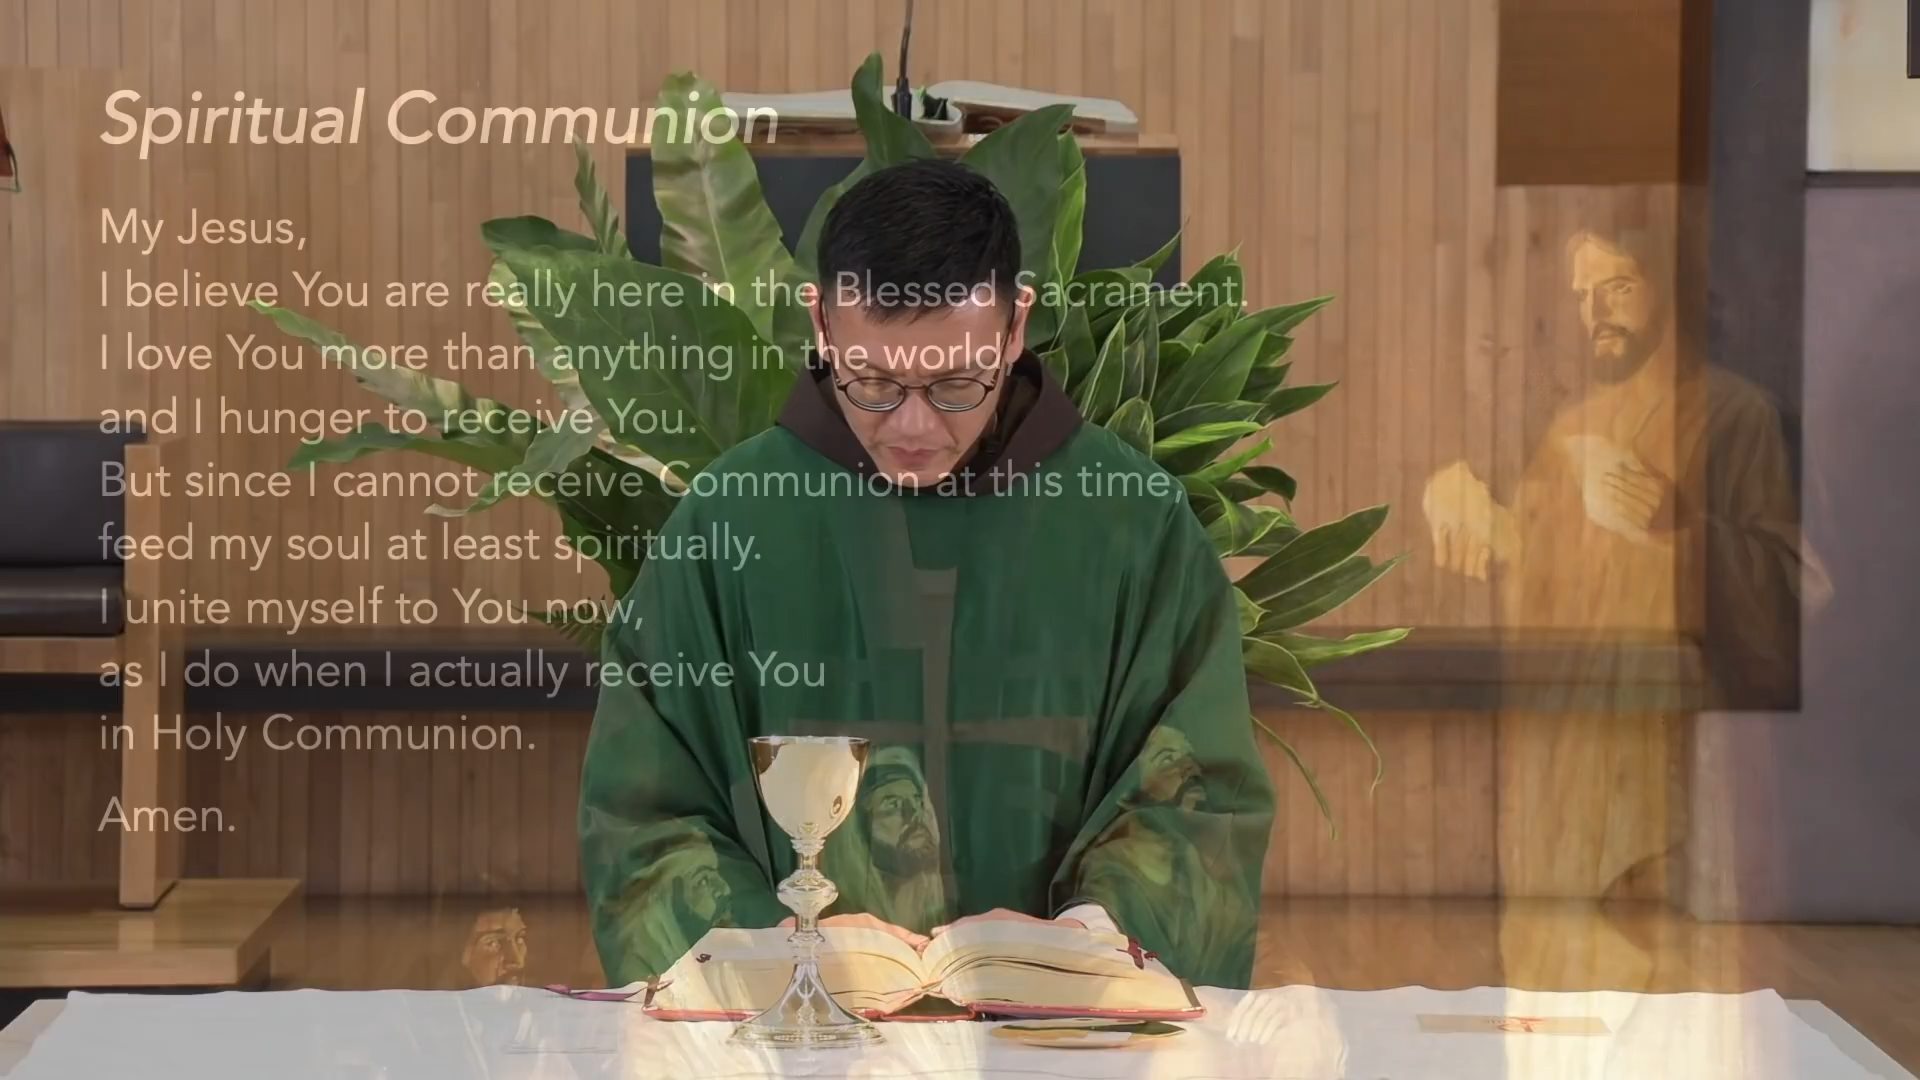 Spiritual Communion
My Jesus,
I believe You are really here in the Blessed Sacrament.
I love You more than anything in the world
and I hunger to receive You.
But since I cannot receive Communion at this time,
feed my soul at least spiritually.
I unite myself to You now,
as I do when I actually receive You
in Holy Communion.
Amen.